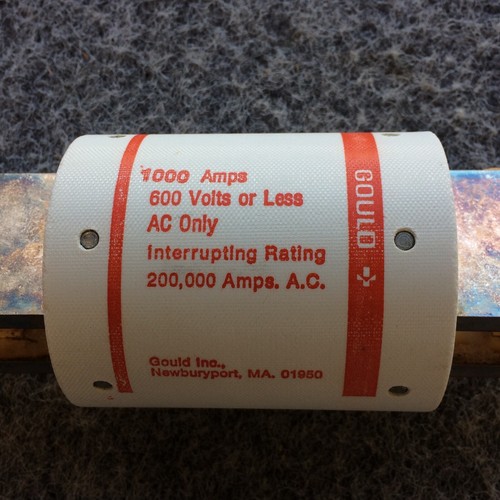 1000 Amps
600 Volts or Less
AC Only
Interrupting Rating
200,000 Amps. A.C.
Gould Inc.,
Newburyport, MA. 01950
GOULD